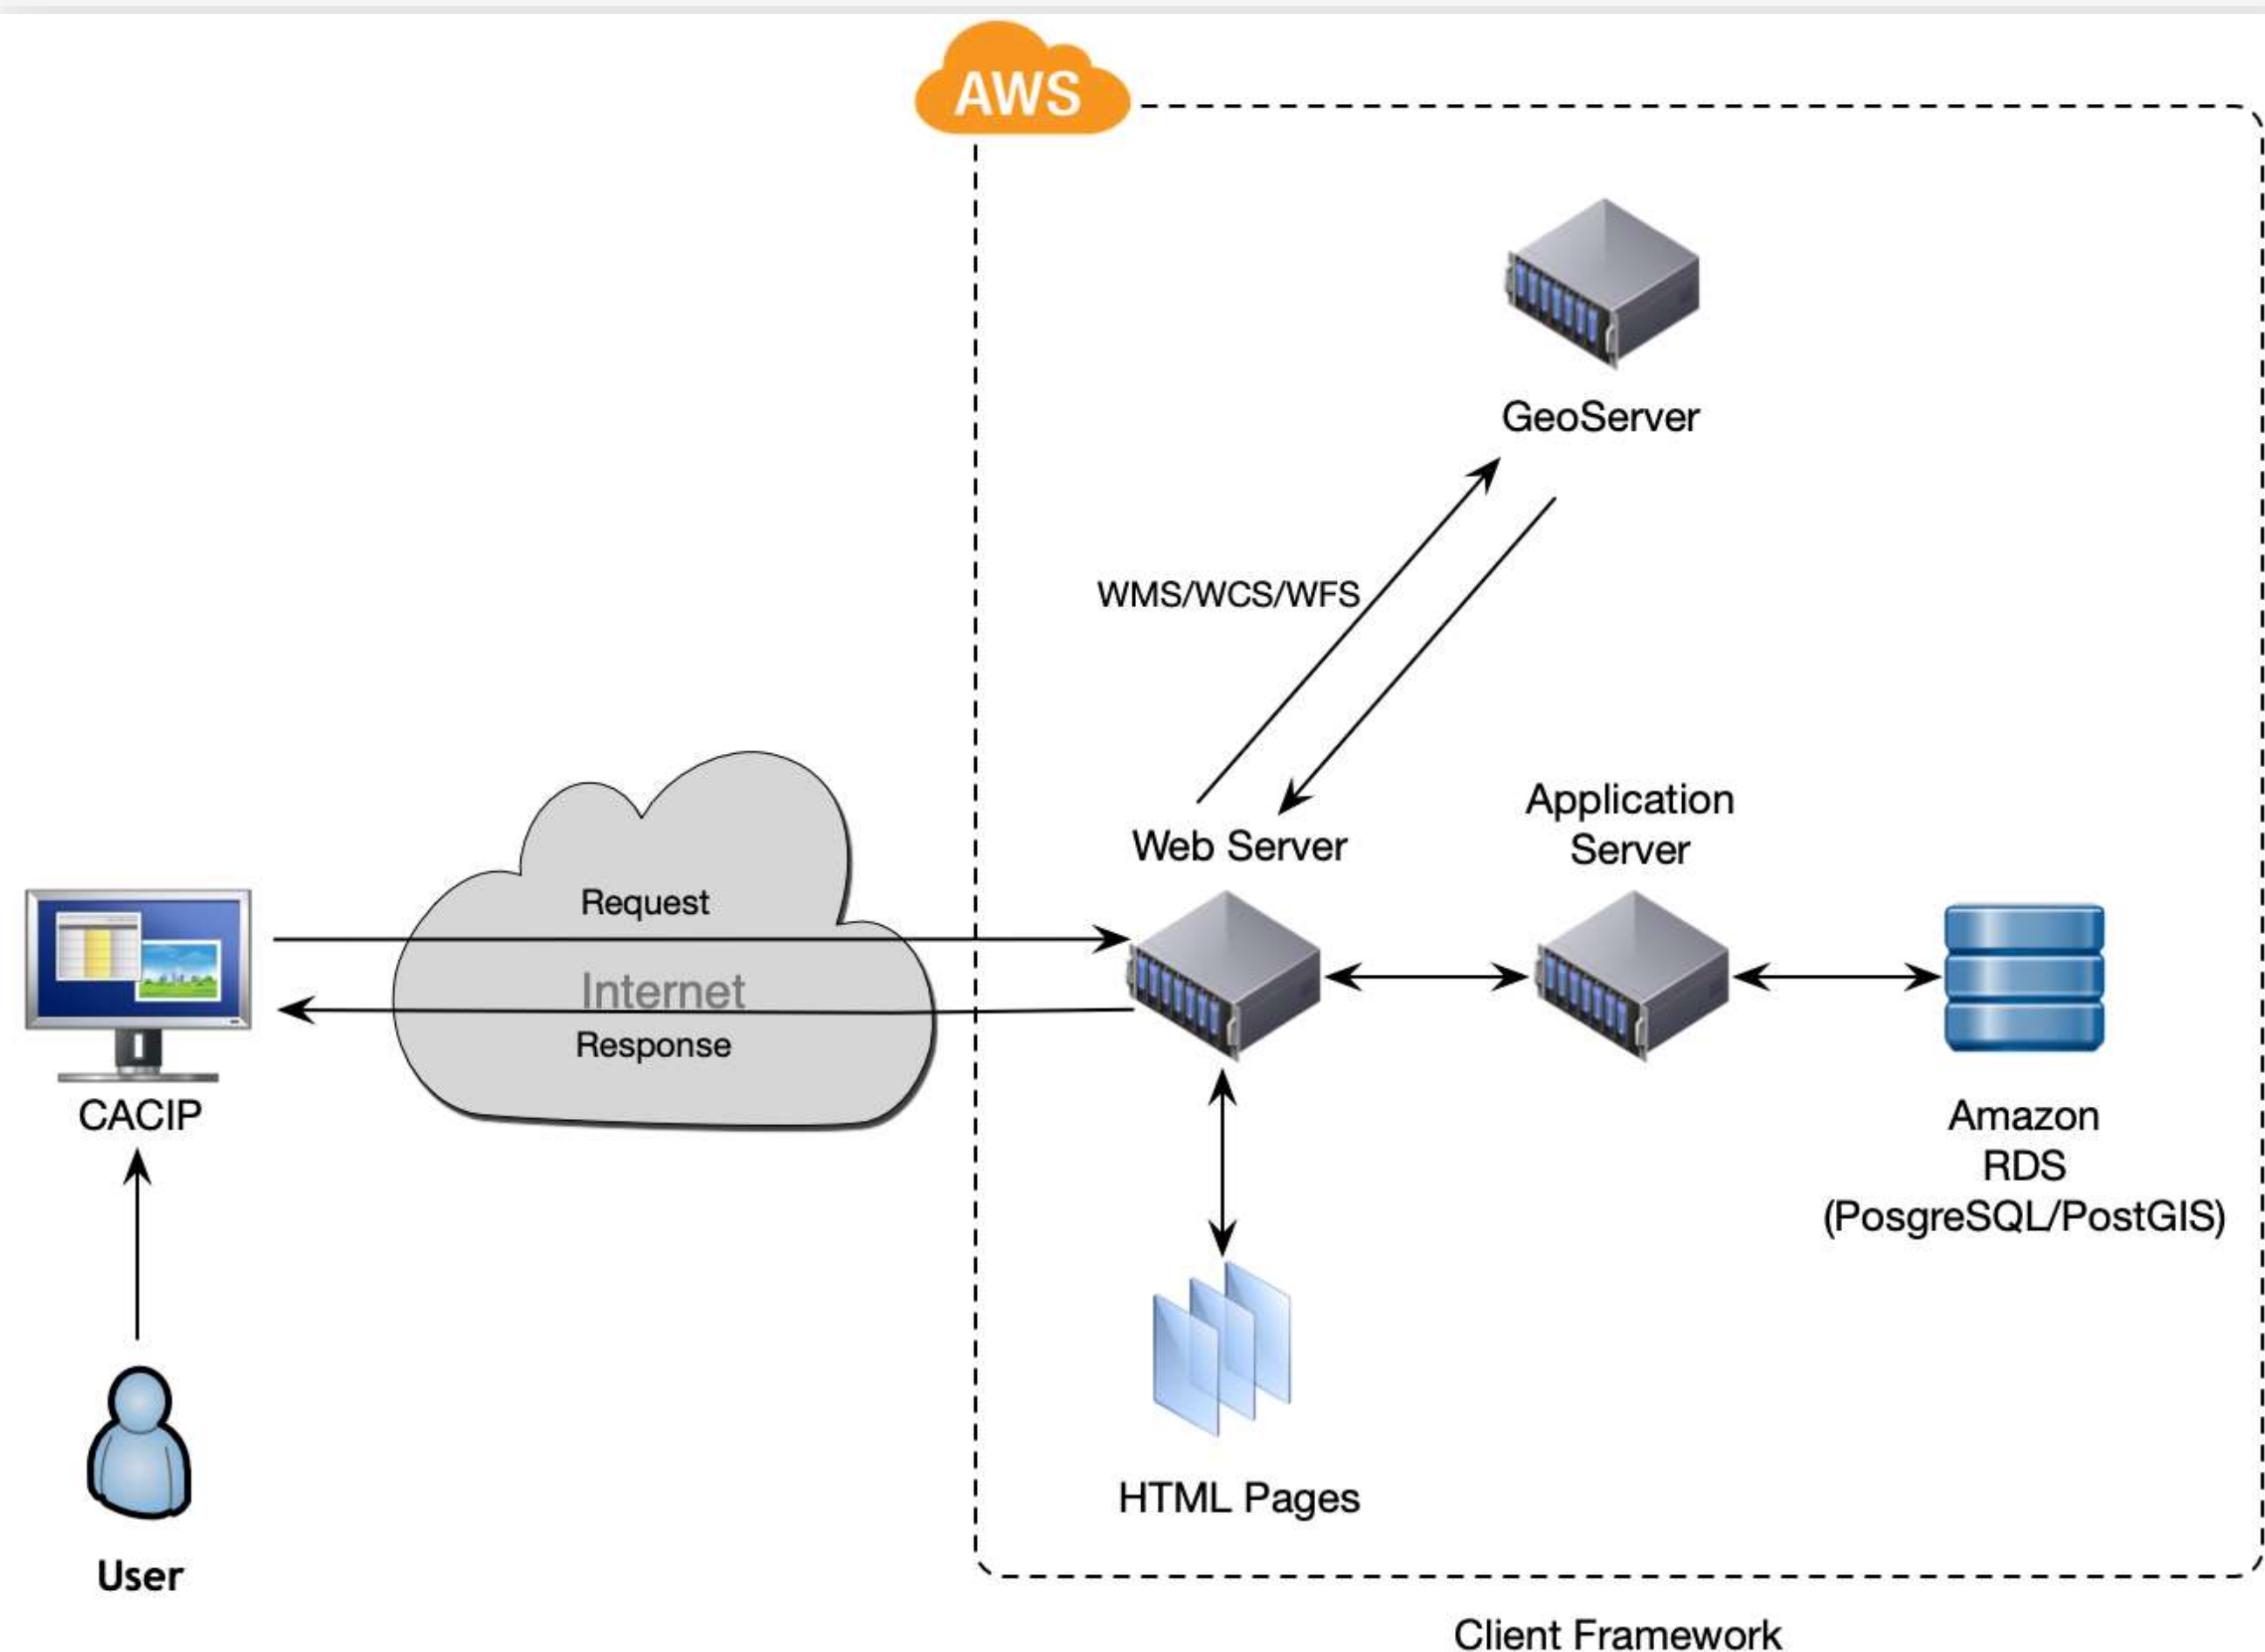 AWS
GeoServer
WMS/WCS/WFS
Application
Server
Web Server
Request
Internet
Response
CACIP
Amazon
RDS
(PosgreSQL/PostGIS)
HTML Pages
User
Client Framework